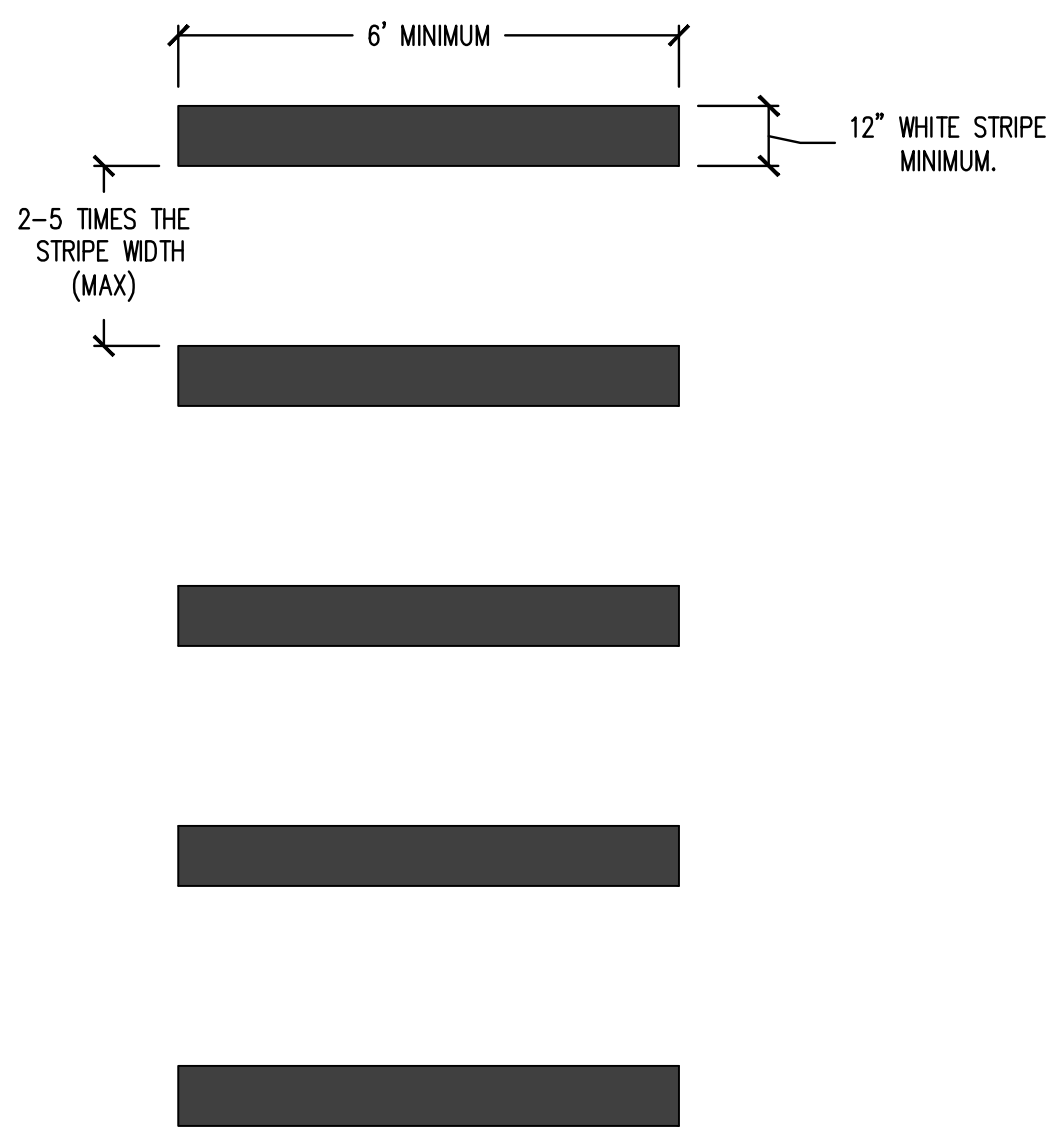 6' MINIMUM
12" WHITE STRIPE
MINIMUM.
2-5 TIMES THE
STRIPE WIDTH
(MAX)